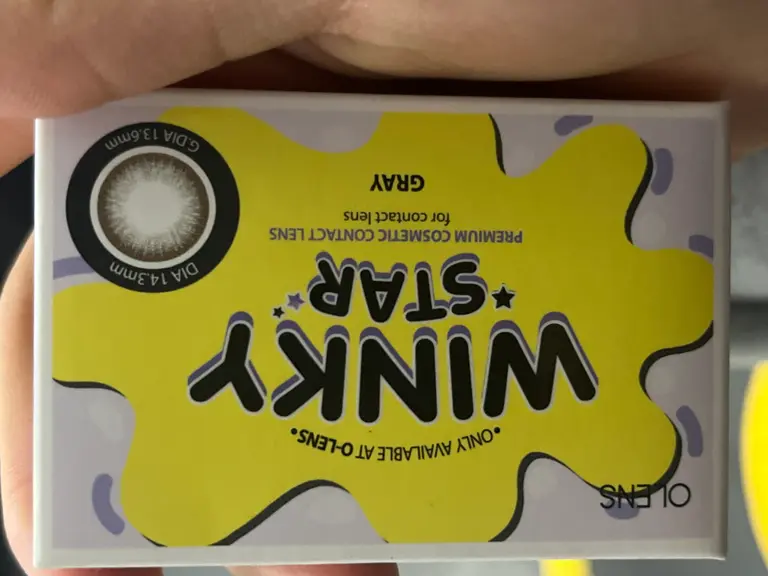 OLENS
•ONLY AVAILABLE AT O-LENS•
WINKY
STAR
PREMIUM COSMETIC CONTACT LENS
for contact lens
GRAY
DIA 14.3mm
G.DIA 13.6mm